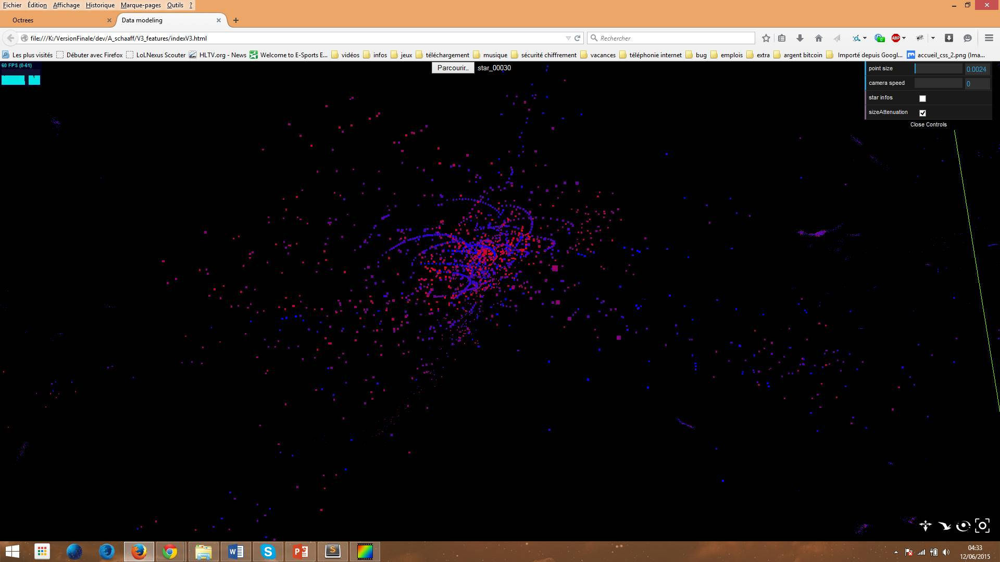 Fichier Édition Affichage Historique Marque-pages Outils ?
Octrees Data modeling
file:///K:/VersionFinale/dev/A_schaaff/V3_features/indexV3.html Rechercher
ABP
Les plus visités Débuter avec Firefox LoLNexus Scouter HLTV.org - News Welcome to E-Sports E... vidéos infos jeux téléchargement musique sécurité chiffrement vacances téléphonie internet bug emplois extra argent bitcoin Importé depuis Googl... accueil_css_2.png (Ima...
60 FPS (0-61)
Parcourir... star_00030
point size 0.0024
camera speed 0
star infos
sizeAttenuation
Close Controls
04:33
12/06/2015